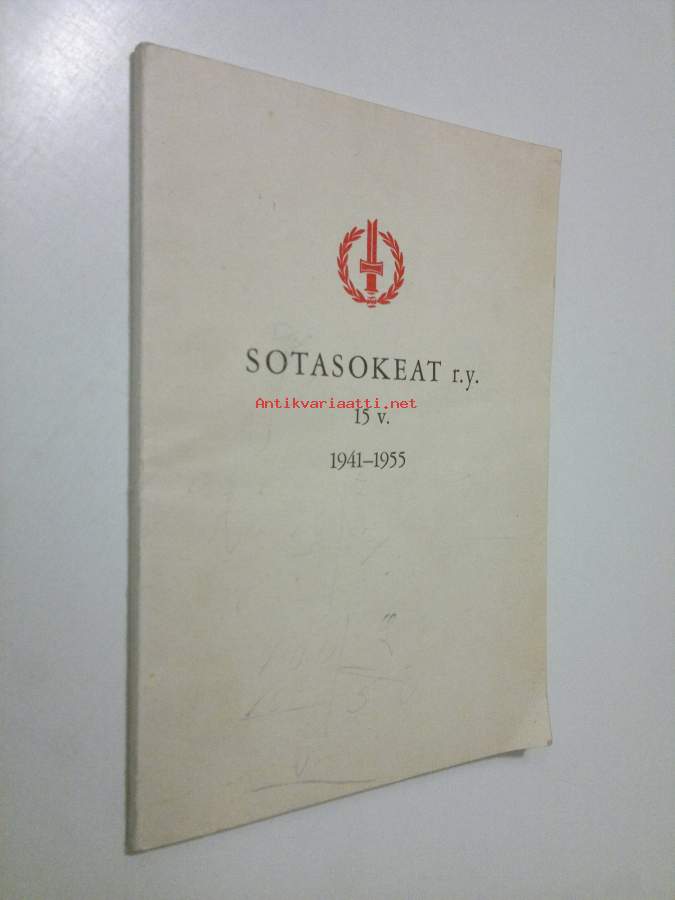 SOTASOKEAT r.y.
Antikvariaatti.net
15 v.
1941–1955